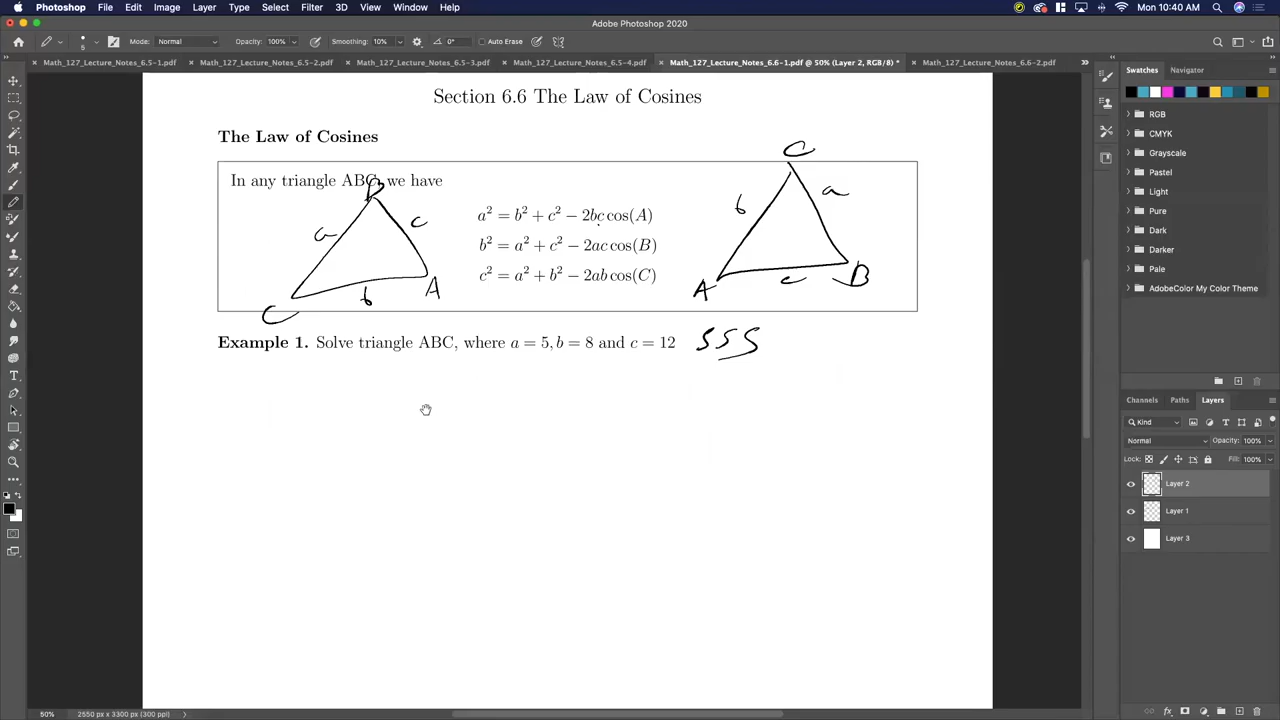 Photoshop File Edit Image Layer Type Select Filter 3D View Window Help Mon 10:40 AM
Adobe Photoshop 2020
5 Mode: Normal Opacity: 100% Smoothing: 10% 0° Auto Erase
Math_127_Lecture_Notes_6.5-1.pdf Math_127_Lecture_Notes_6.5-2.pdf Math_127_Lecture_Notes_6.5-3.pdf Math_127_Lecture_Notes_6.5-4.pdf Math_127_Lecture_Notes_6.6-1.pdf @ 50% (Layer 2, RGB/8) * Math_127_Lecture_Notes_6.6-2.pdf
Section 6.6 The Law of Cosines
The Law of Cosines
In any triangle ABC, we have
a² = b² + c² − 2bc cos(A)
b² = a² + c² − 2ac cos(B)
c² = a² + b² − 2ab cos(C)
B
a c
C b A
C
b a
A c B
Example 1. Solve triangle ABC, where a = 5, b = 8 and c = 12 SSS
Swatches Navigator
RGB
CMYK
Grayscale
Pastel
Light
Pure
Dark
Darker
Pale
AdobeColor My Color Theme
Channels Paths Layers
Kind
Normal Opacity: 100%
Lock: Fill: 100%
Layer 2
Layer 1
Layer 3
50% 2550 px x 3300 px (300 ppi)